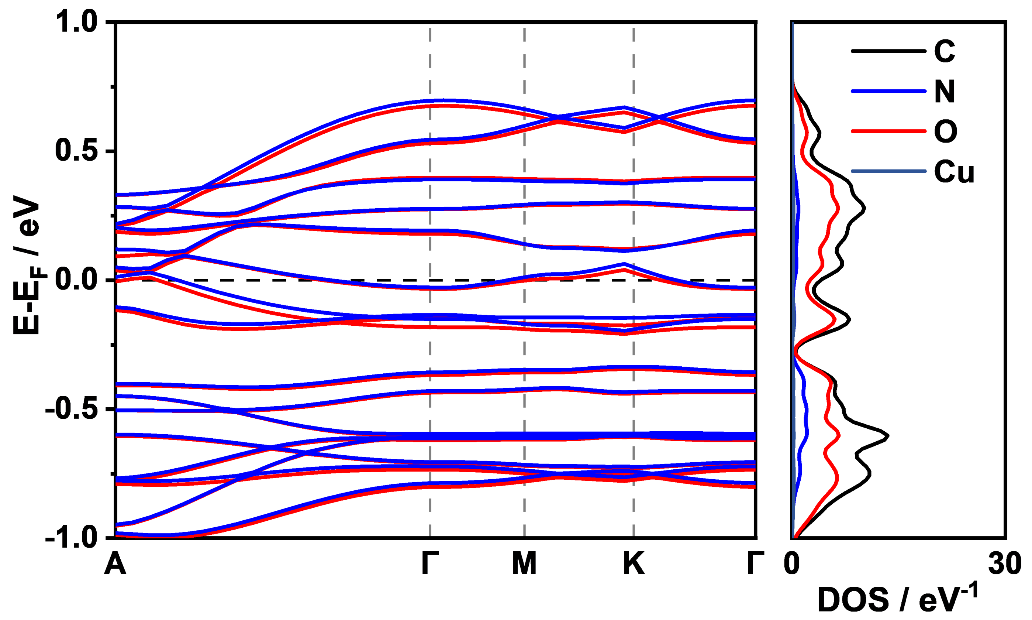 1.0
0.5
0.0
-0.5
-1.0
E-E_F / eV
A Γ M K Γ
C
N
O
Cu
0 30
DOS / eV⁻¹